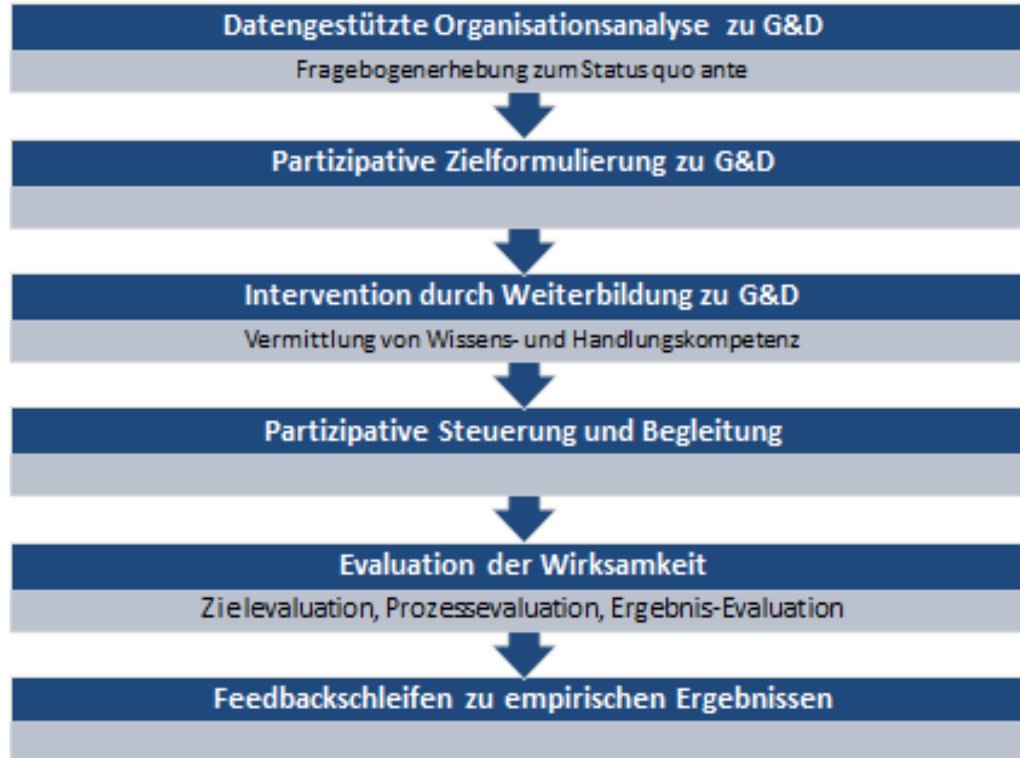 Datengestützte Organisationsanalyse zu G&D
Fragebogenerhebung zum Status quo ante
Partizipative Zielformulierung zu G&D
Intervention durch Weiterbildung zu G&D
Vermittlung von Wissens- und Handlungskompetenz
Partizipative Steuerung und Begleitung
Evaluation der Wirksamkeit
Zielevaluation, Prozessevaluation, Ergebnis-Evaluation
Feedbackschleifen zu empirischen Ergebnissen